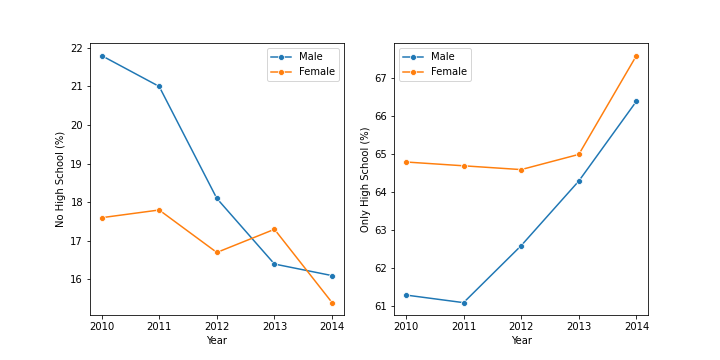 No High School (%)
22
21
20
19
18
17
16
2010 2011 2012 2013 2014
Year
Male
Female
Only High School (%)
67
66
65
64
63
62
61
2010 2011 2012 2013 2014
Year
Male
Female